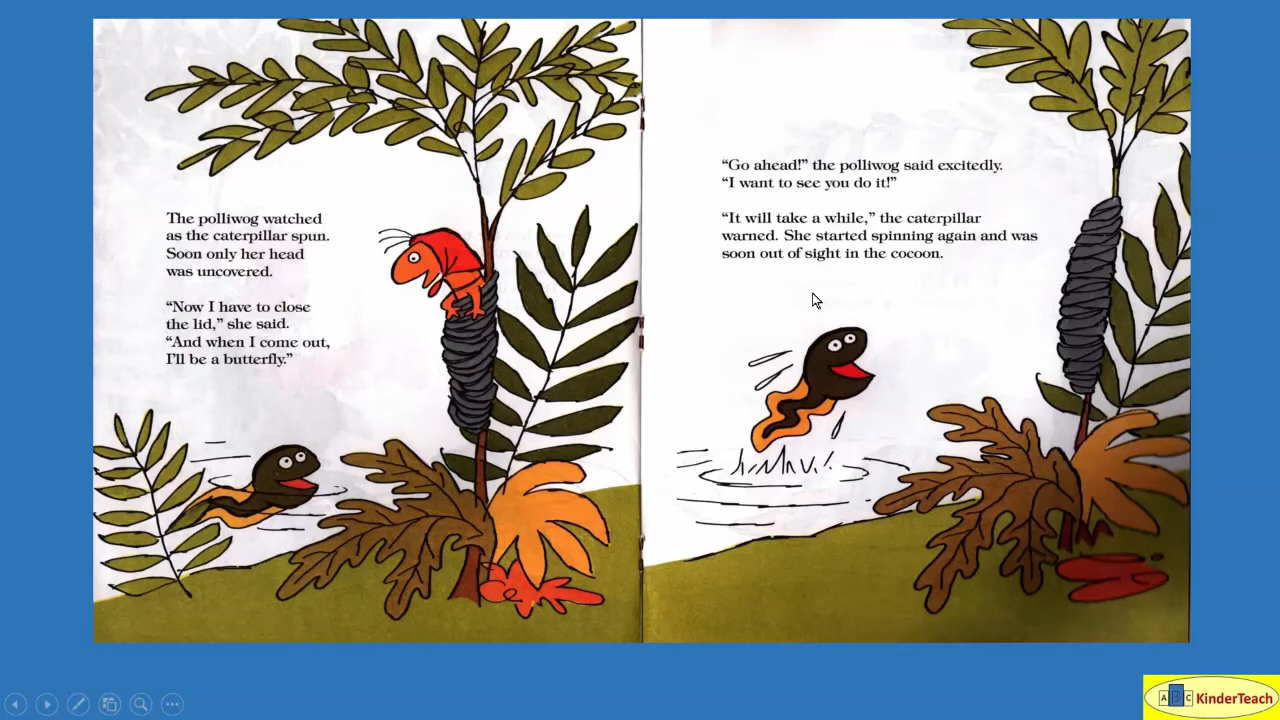 The polliwog watched
as the caterpillar spun.
Soon only her head
was uncovered.
“Now I have to close
the lid,” she said.
“And when I come out,
I’ll be a butterfly.”
“Go ahead!” the polliwog said excitedly.
“I want to see you do it!”
“It will take a while,” the caterpillar
warned. She started spinning again and was
soon out of sight in the cocoon.
ABC KinderTeach